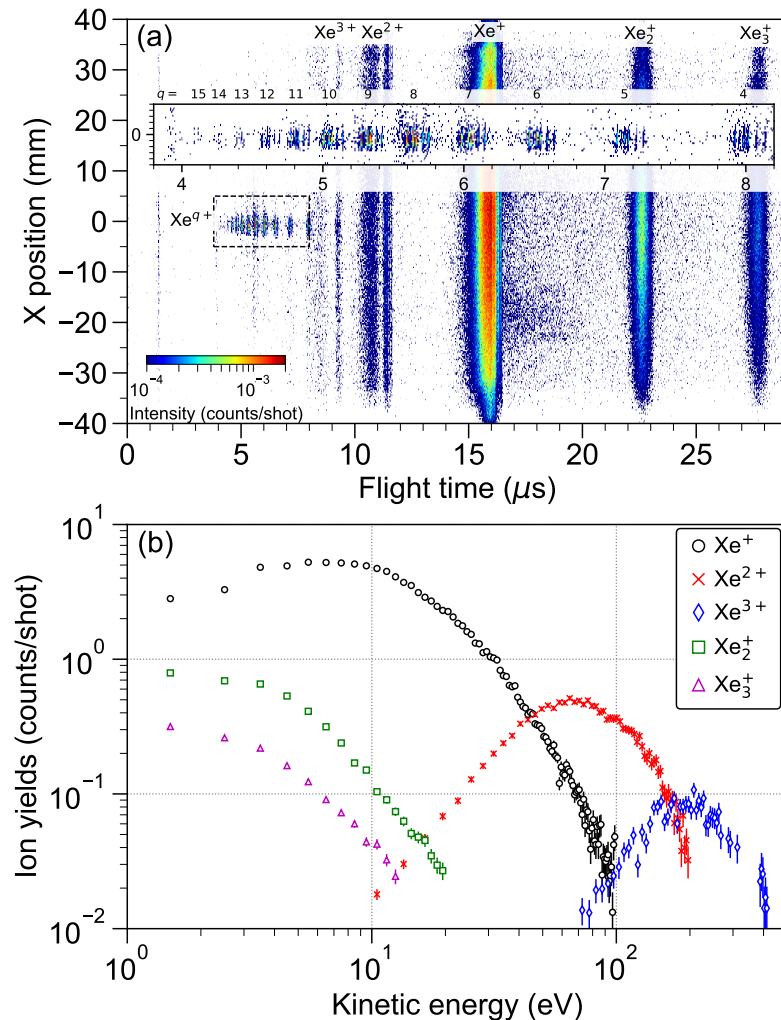 (a)
Xe³⁺ Xe²⁺ Xe⁺ Xe₂⁺ Xe₃⁺
q = 15 14 13 12 11 10 9 8 7 6 5 4
0
4 5 6 7 8
Xe^q+
10⁻⁴ 10⁻³
Intensity (counts/shot)
40
30
20
10
0
−10
−20
−30
−40
X position (mm)
0 5 10 15 20 25
Flight time (μs)
(b)
Xe⁺
Xe²⁺
Xe³⁺
Xe₂⁺
Xe₃⁺
10¹
10⁰
10⁻¹
10⁻²
Ion yields (counts/shot)
10⁰ 10¹ 10²
Kinetic energy (eV)